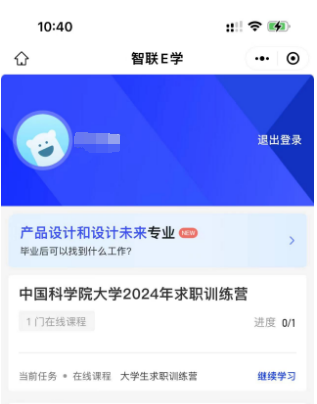 10:40
智联E学
退出登录
产品设计和设计未来专业 NEW
毕业后可以找到什么工作?
中国科学院大学2024年求职训练营
1 门在线课程 进度 0/1
当前任务 • 在线课程 大学生求职训练营 继续学习